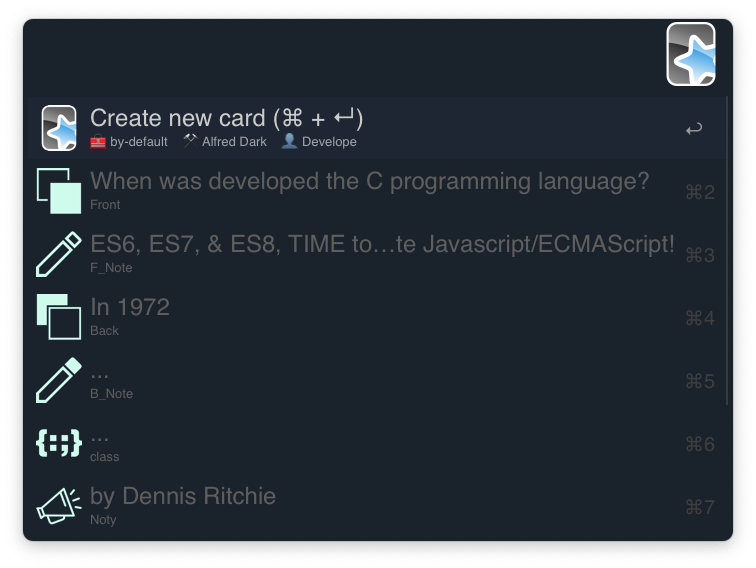 Create new card (⌘ + ↵)
🧰 by-default ⚒ Alfred Dark 👤 Develope
When was developed the C programming language? ⌘2
Front
ES6, ES7, & ES8, TIME to…te Javascript/ECMAScript! ⌘3
F_Note
In 1972 ⌘4
Back
... ⌘5
B_Note
... ⌘6
class
by Dennis Ritchie ⌘7
Noty